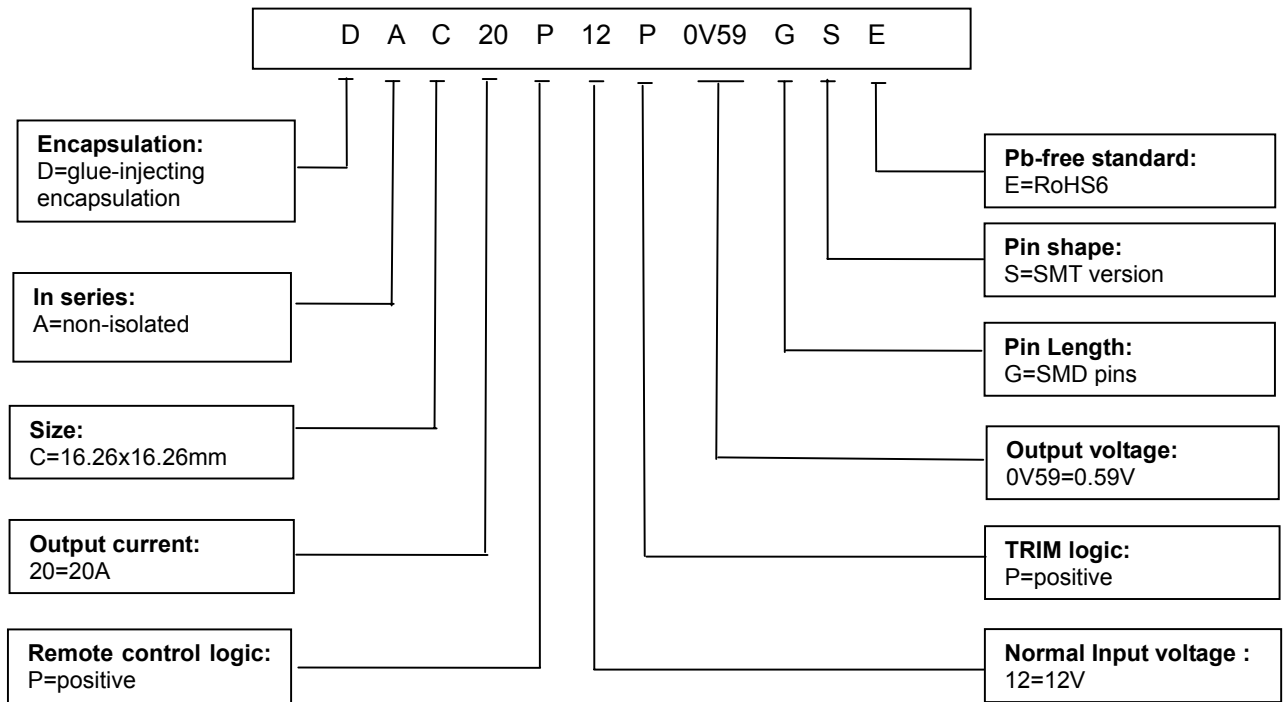 D A C 20 P 12 P 0V59 G S E
Encapsulation:
D=glue-injecting
encapsulation
In series:
A=non-isolated
Size:
C=16.26x16.26mm
Output current:
20=20A
Remote control logic:
P=positive
Pb-free standard:
E=RoHS6
Pin shape:
S=SMT version
Pin Length:
G=SMD pins
Output voltage:
0V59=0.59V
TRIM logic:
P=positive
Normal Input voltage :
12=12V